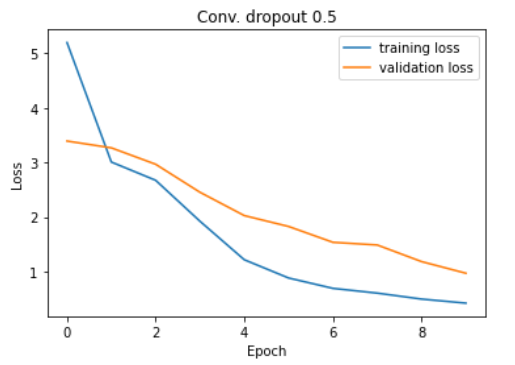 Conv. dropout 0.5
training loss
validation loss
5
4
3
2
1
Loss
0 2 4 6 8
Epoch